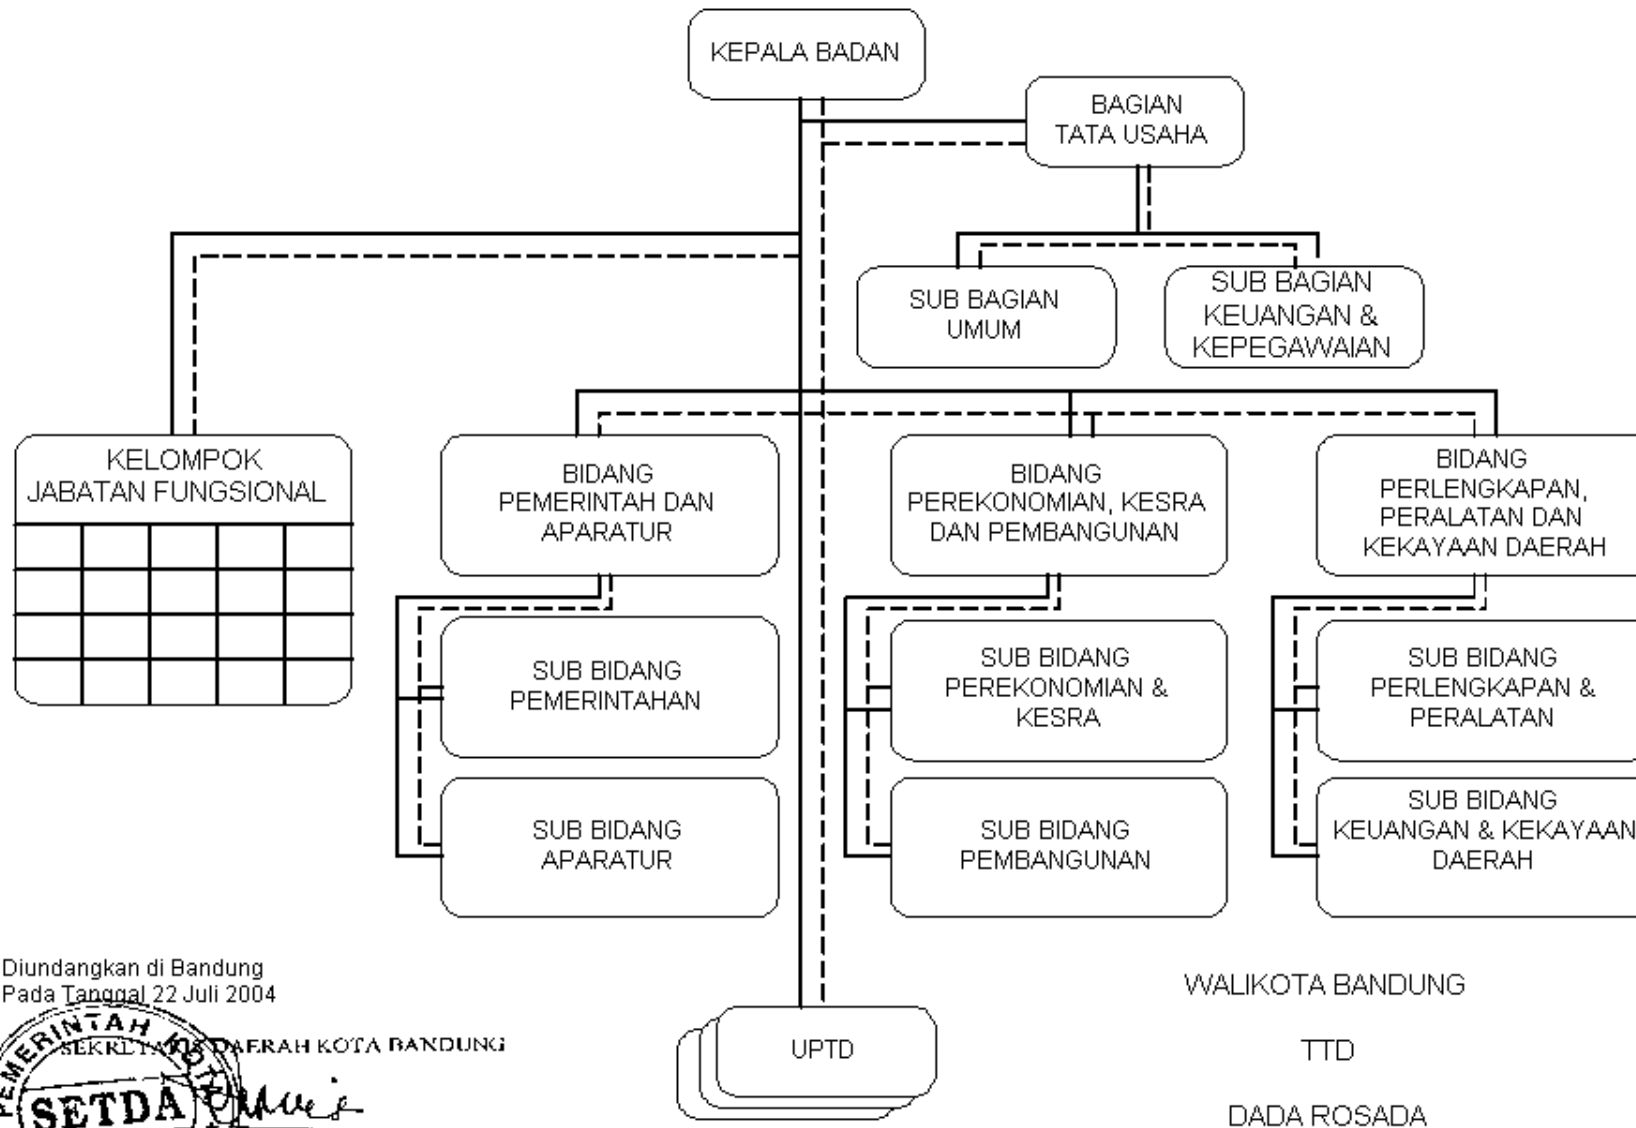 KEPALA BADAN
BAGIAN
TATA USAHA
SUB BAGIAN
UMUM
SUB BAGIAN
KEUANGAN &
KEPEGAWAIAN
KELOMPOK
JABATAN FUNGSIONAL
BIDANG
PEMERINTAH DAN
APARATUR
BIDANG
PEREKONOMIAN, KESRA
DAN PEMBANGUNAN
BIDANG
PERLENGKAPAN,
PERALATAN DAN
KEKAYAAN DAERAH
SUB BIDANG
PEMERINTAHAN
SUB BIDANG
PEREKONOMIAN &
KESRA
SUB BIDANG
PERLENGKAPAN &
PERALATAN
SUB BIDANG
APARATUR
SUB BIDANG
PEMBANGUNAN
SUB BIDANG
KEUANGAN & KEKAYAAN
DAERAH
UPTD
Diundangkan di Bandung
Pada Tanggal 22 Juli 2004
SEKRETARIS DAERAH KOTA BANDUNG
PEMERINTAH KOTA
SETDA
WALIKOTA BANDUNG
TTD
DADA ROSADA